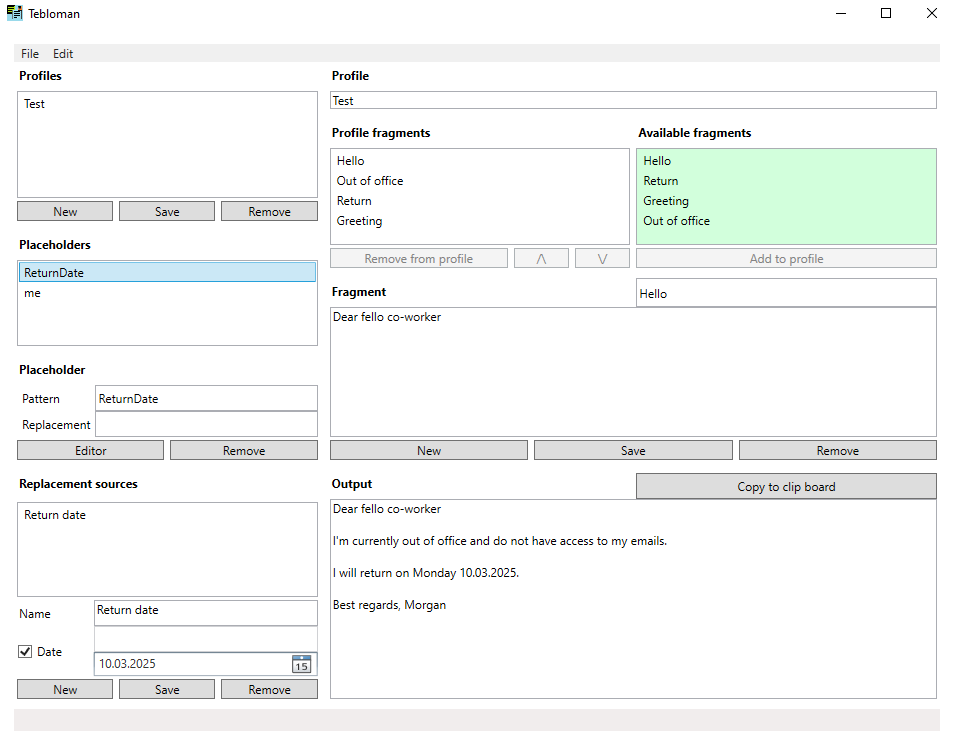 Tebloman
File Edit
Profiles
Test
New Save Remove
Placeholders
ReturnDate
me
Placeholder
Pattern ReturnDate
Replacement
Editor Remove
Replacement sources
Return date
Name Return date
Date
10.03.2025 15
New Save Remove
Profile
Test
Profile fragments
Hello
Out of office
Return
Greeting
Remove from profile
Available fragments
Hello
Return
Greeting
Out of office
Add to profile
Fragment Hello
Dear fello co-worker
New Save Remove
Output Copy to clip board
Dear fello co-worker
I'm currently out of office and do not have access to my emails.
I will return on Monday 10.03.2025.
Best regards, Morgan